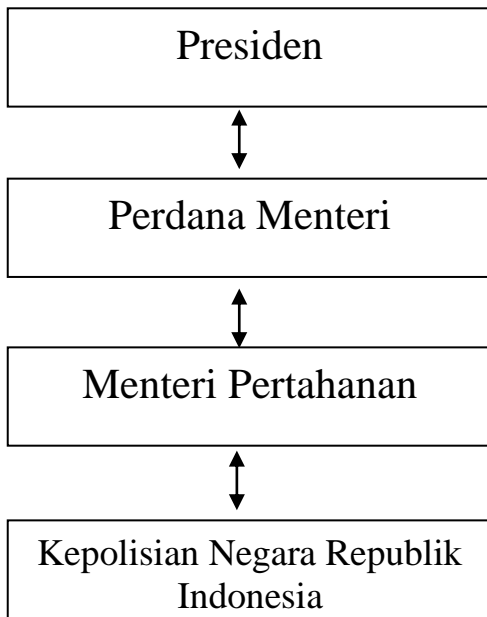 Presiden
Perdana Menteri
Menteri Pertahanan
Kepolisian Negara Republik
Indonesia